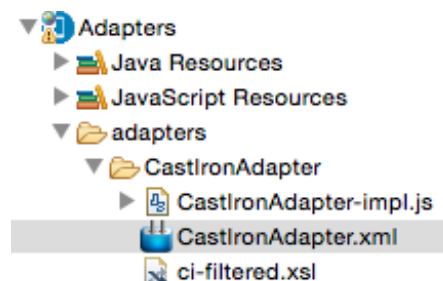 Adapters
Java Resources
JavaScript Resources
adapters
CastIronAdapter
CastIronAdapter-impl.js
CastIronAdapter.xml
ci-filtered.xsl